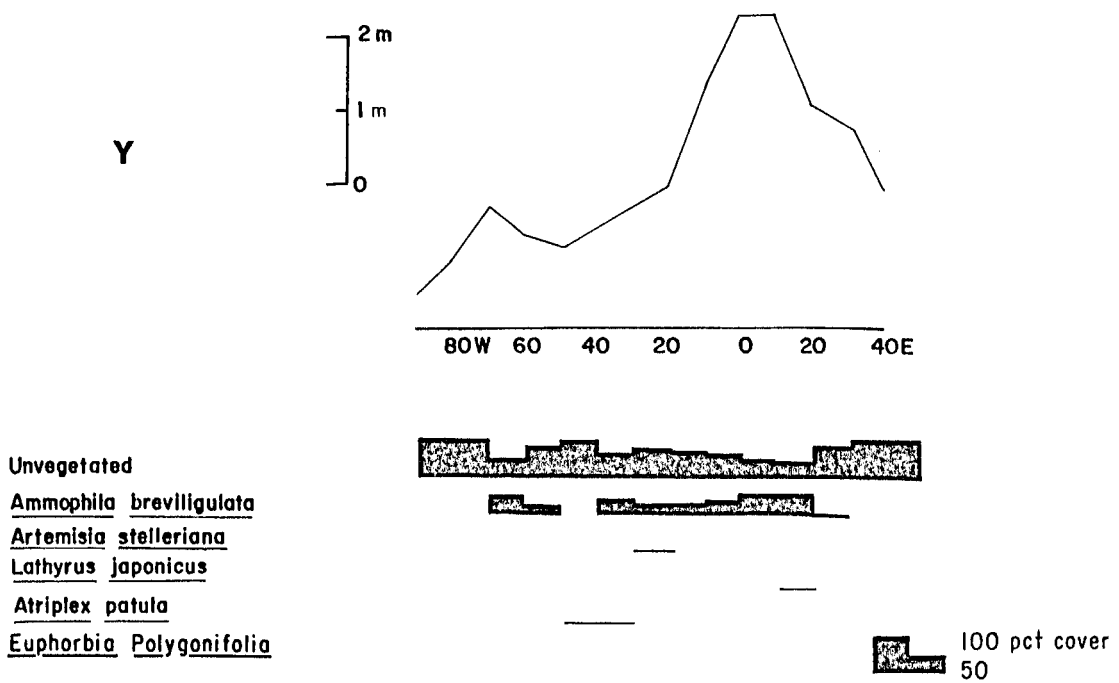 2 m
1 m
Y
0
80W 60 40 20 0 20 40E
Unvegetated
Ammophila breviligulata
Artemisia stelleriana
Lathyrus japonicus
Atriplex patula
Euphorbia Polygonifolia
100 pct cover
50